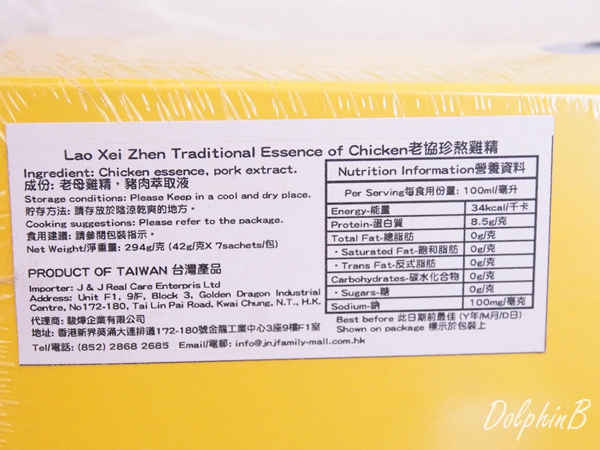 Lao Xei Zhen Traditional Essence of Chicken老協珍熬雞精
Ingredient: Chicken essence, pork extract.
成份: 老母雞精，豬肉萃取液
Storage conditions: Please Keep in a cool and dry place.
貯存方法: 請存放於陰涼乾爽的地方。
Cooking suggestions: Please refer to the package.
食用建議: 請參閱包裝指示。
Net Weight/淨重量: 294g/克 (42g/克X 7sachets/包)
PRODUCT OF TAIWAN 台灣產品
Importer: J & J Real Care Enterpris Ltd
Address: Unit F1, 9/F, Block 3, Golden Dragon Industrial
Centre, No172-180, Tai Lin Pai Road, Kwai Chung, N.T., H.K.
代理商: 駿燁企業有限公司
地址: 香港新界葵涌大連排道172-180號金龍工業中心3座9樓F1室
Tel/電話: (852) 2868 2685 Email/電郵: info@jnjfamily-mall.com.hk
Nutrition Information營養資料
Per Serving每食用份量: 100ml/毫升
Energy-能量 34kcal/千卡
Protein-蛋白質 8.5g/克
Total Fat-總脂肪 0g/克
· Saturated Fat-飽和脂肪 0g/克
· Trans Fat-反式脂肪 0g/克
Carbohydrates-碳水化合物 0g/克
· Sugars-糖 0g/克
Sodium-鈉 100mg/毫克
Best before 此日期前最佳 (Y年/M月/D日)
Shown on package 標示於包裝上
DolphinB